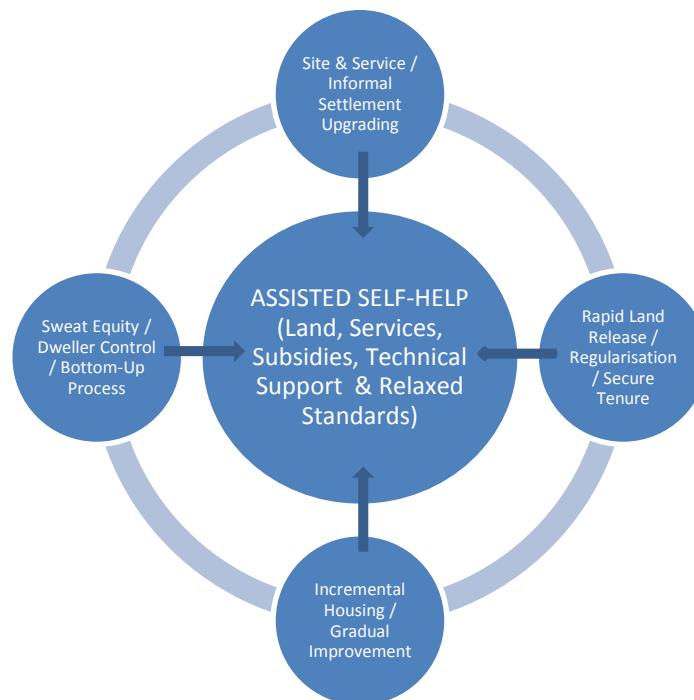 Site & Service /
Informal
Settlement
Upgrading
ASSISTED SELF-HELP
(Land, Services,
Subsidies, Technical
Support & Relaxed
Standards)
Sweat Equity /
Dweller Control
/ Bottom-Up
Process
Rapid Land
Release /
Regularisation
/ Secure
Tenure
Incremental
Housing /
Gradual
Improvement